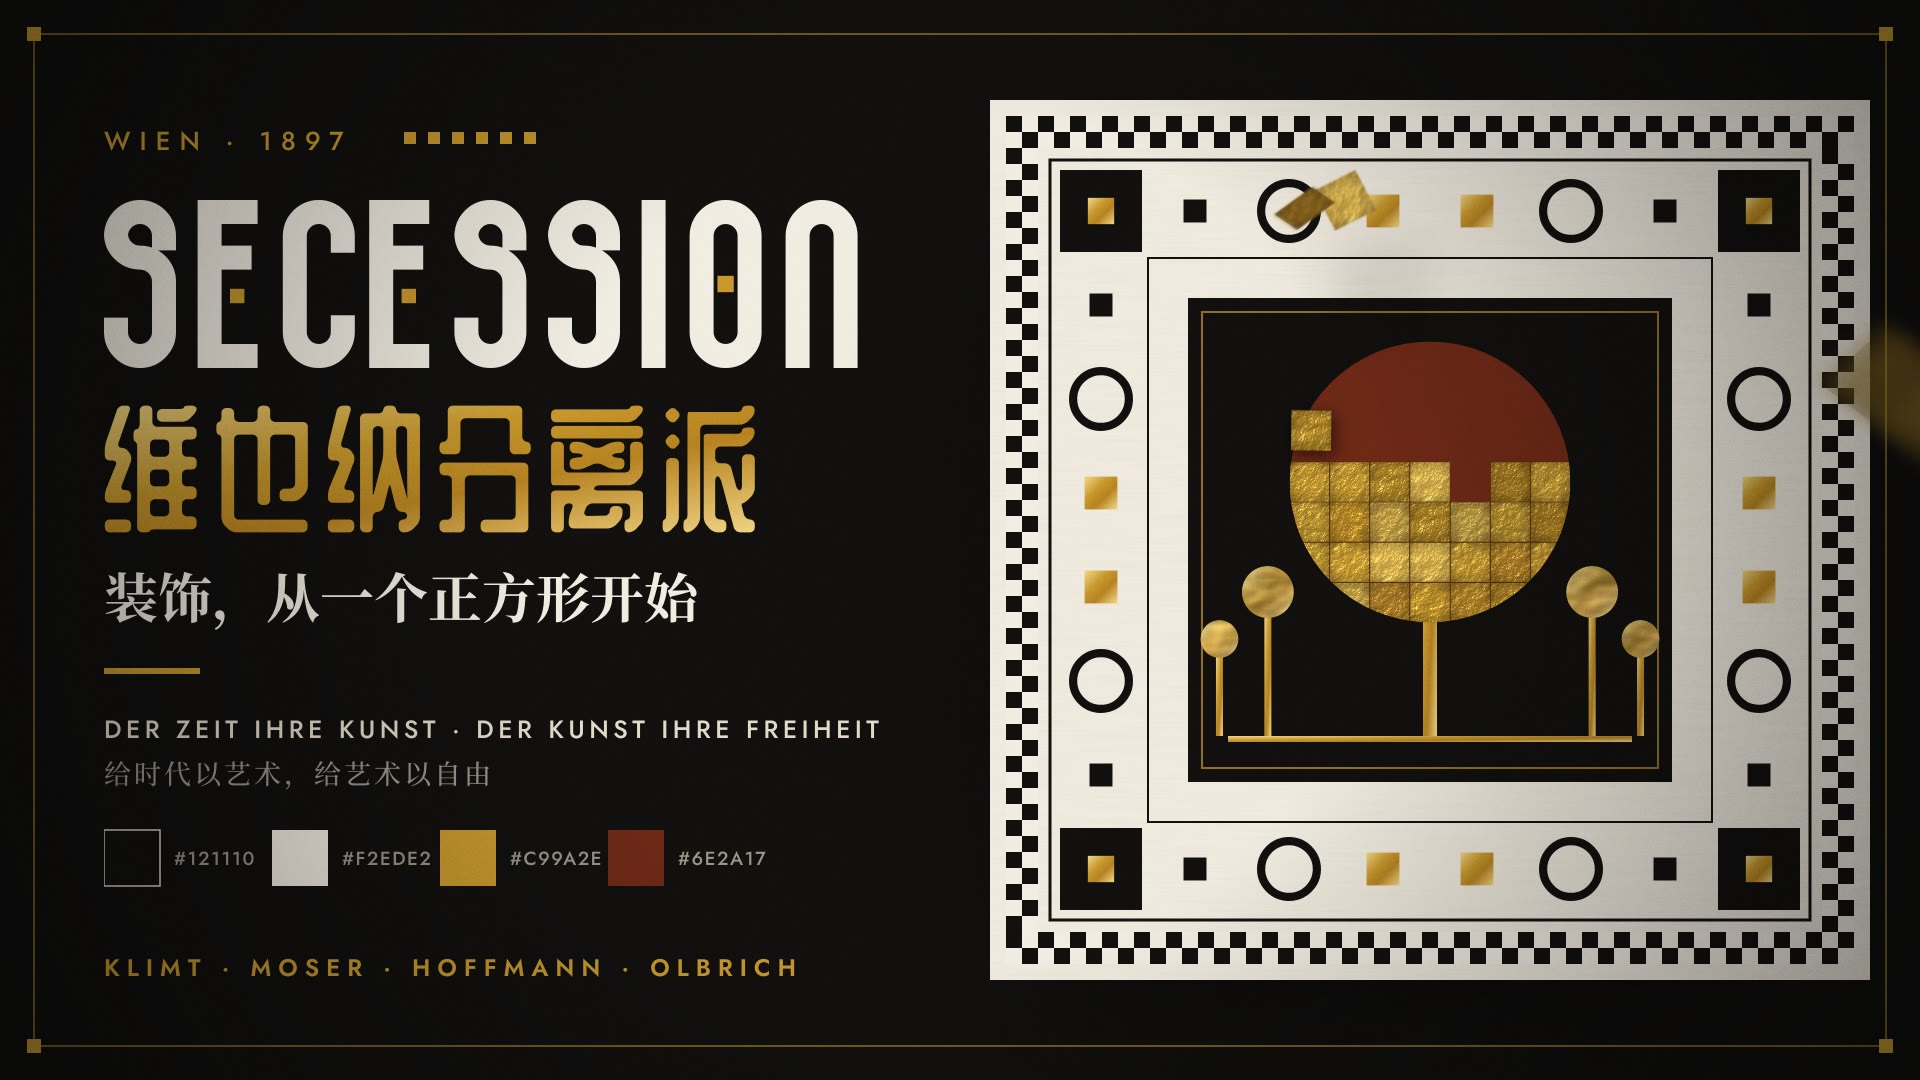 WIEN · 1897
SECESSION
维也纳分离派
装饰，从一个正方形开始
DER ZEIT IHRE KUNST · DER KUNST IHRE FREIHEIT
给时代以艺术，给艺术以自由
#121110 #F2EDE2 #C99A2E #6E2A17
KLIMT · MOSER · HOFFMANN · OLBRICH